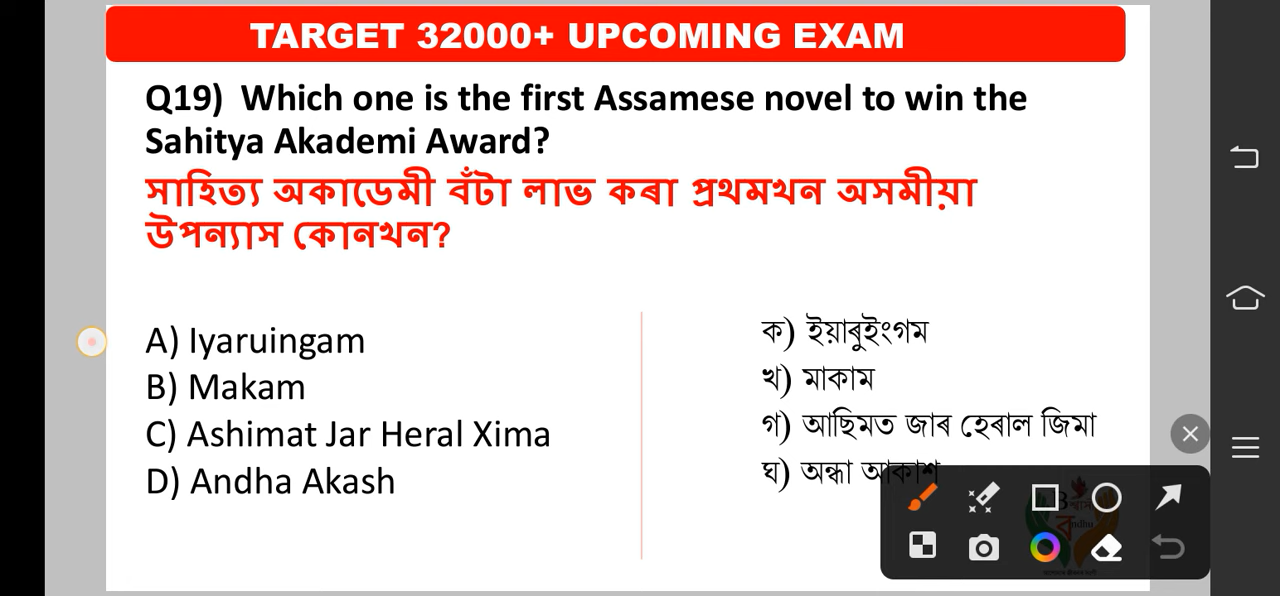 TARGET 32000+ UPCOMING EXAM
Q19) Which one is the first Assamese novel to win the
Sahitya Akademi Award?
সাহিত্য অকাডেমী বঁটা লাভ কৰা প্ৰথমখন অসমীয়া
উপন্যাস কোনখন?
A) Iyaruingam
B) Makam
C) Ashimat Jar Heral Xima
D) Andha Akash
ক) ইয়াৰুইংগম
খ) মাকাম
গ) আছিমত জাৰ হেৰাল জিমা
ঘ) অন্ধা আকাশ